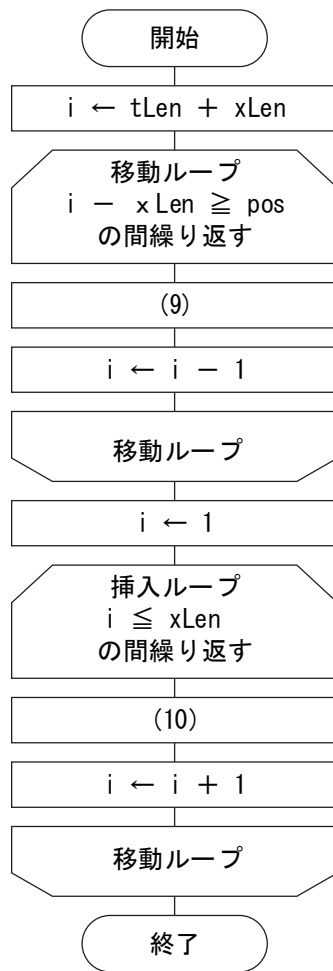 開始
i ← tLen + xLen
移動ループ
i － ｘLen ≧ pos
の間繰り返す
(9)
i ← i － 1
移動ループ
i ← 1
挿入ループ
i ≦ xLen
の間繰り返す
(10)
i ← i + 1
移動ループ
終了